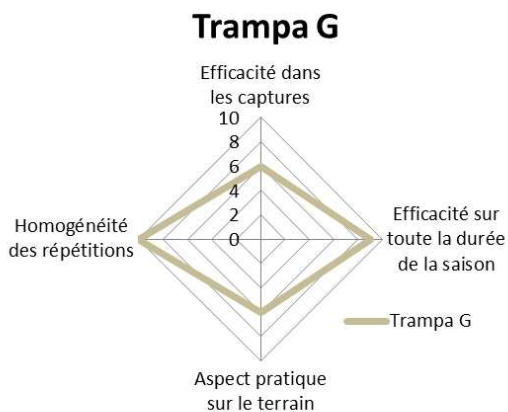 Trampa G
Efficacité dans
les captures
10
8
6
4
2
0
Efficacité sur
toute la durée
de la saison
Homogénéité
des répétitions
Trampa G
Aspect pratique
sur le terrain